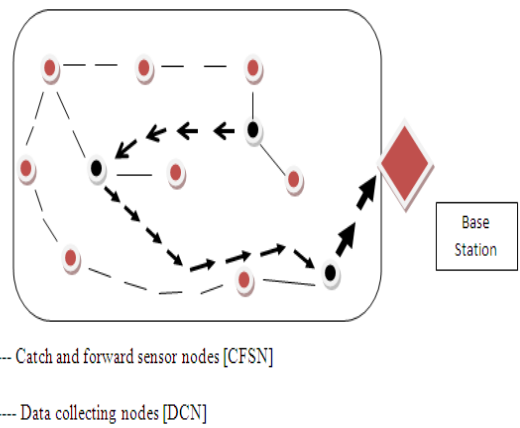 Base
Station
--- Catch and forward sensor nodes [CFSN]
---- Data collecting nodes [DCN]